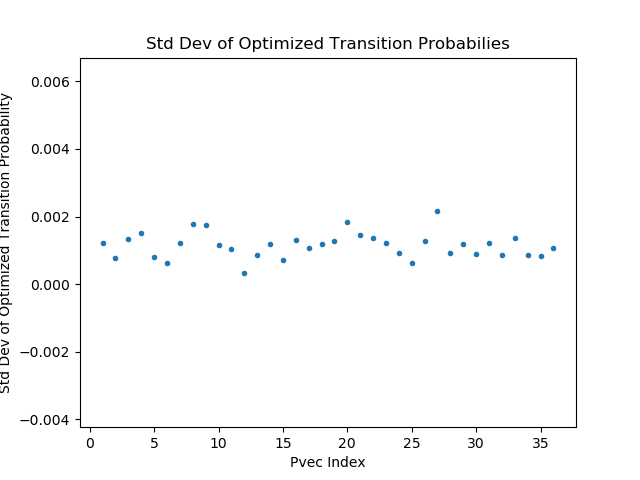 Std Dev of Optimized Transition Probabilies
Std Dev of Optimized Transition Probability
0.006
0.004
0.002
0.000
−0.002
−0.004
0 5 10 15 20 25 30 35
Pvec Index